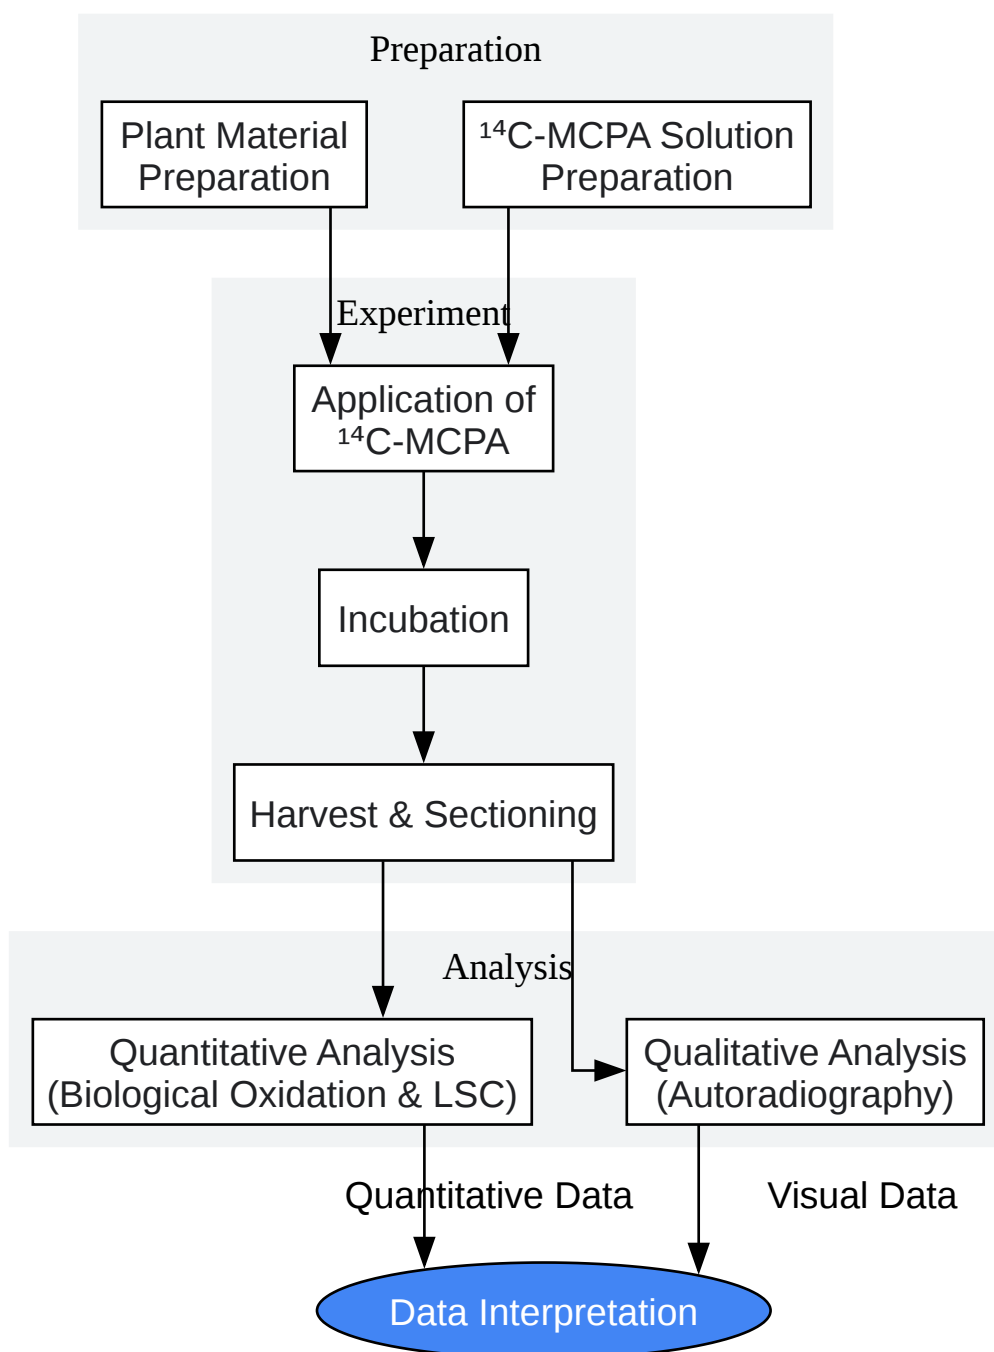 Preparation
Plant Material
Preparation
¹⁴C-MCPA Solution
Preparation
Experiment
Application of
¹⁴C-MCPA
Incubation
Harvest & Sectioning
Analysis
Quantitative Analysis
(Biological Oxidation & LSC)
Qualitative Analysis
(Autoradiography)
Quantitative Data
Visual Data
Data Interpretation